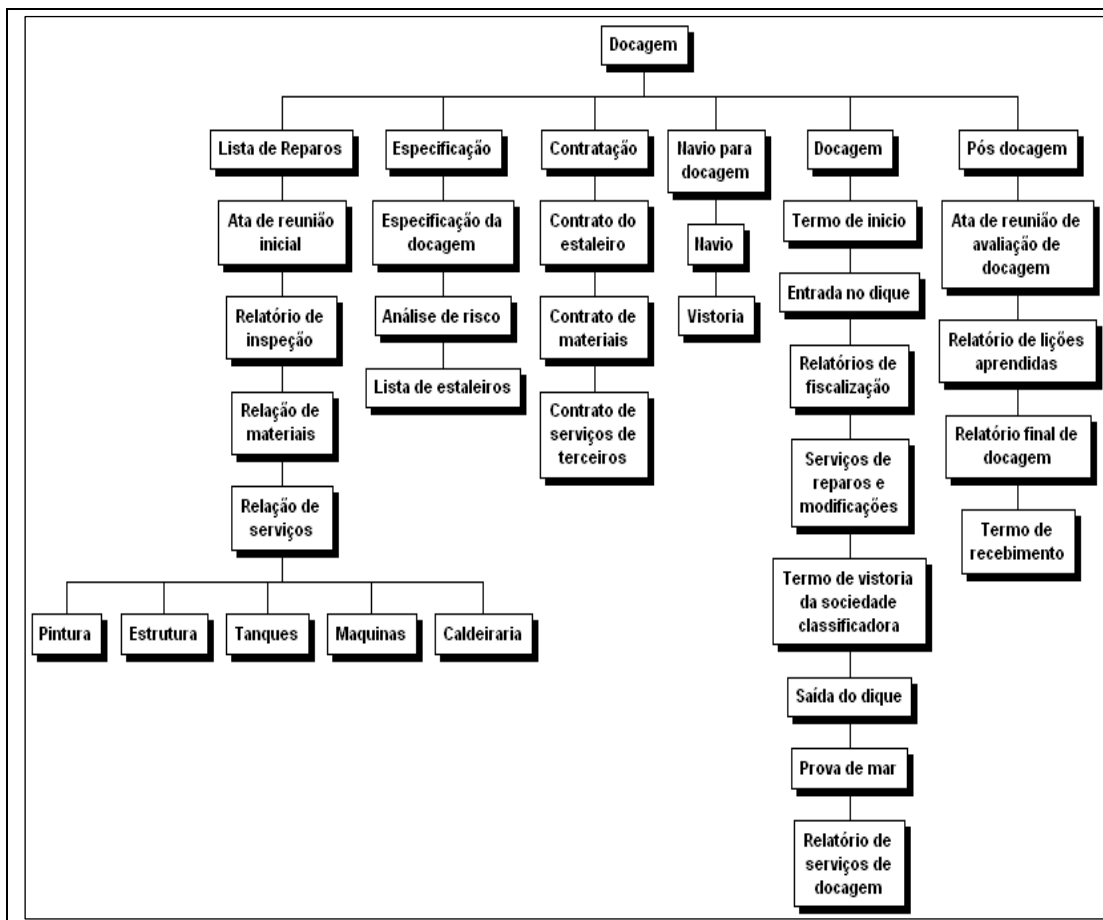 Docagem
Lista de Reparos
Ata de reunião
inicial
Relatório de
inspeção
Relação de
materiais
Relação de
serviços
Pintura
Estrutura
Tanques
Maquinas
Caldeiraria
Especificação
Especificação da
docagem
Análise de risco
Lista de estaleiros
Contratação
Contrato do
estaleiro
Contrato de
materiais
Contrato de
serviços de
terceiros
Navio para
docagem
Navio
Vistoria
Docagem
Termo de inicio
Entrada no dique
Relatórios de
fiscalização
Serviços de
reparos e
modificações
Termo de vistoria
da sociedade
classificadora
Saída do dique
Prova de mar
Relatório de
serviços de
docagem
Pós docagem
Ata de reunião de
avaliação de
docagem
Relatório de lições
aprendidas
Relatório final de
docagem
Termo de
recebimento